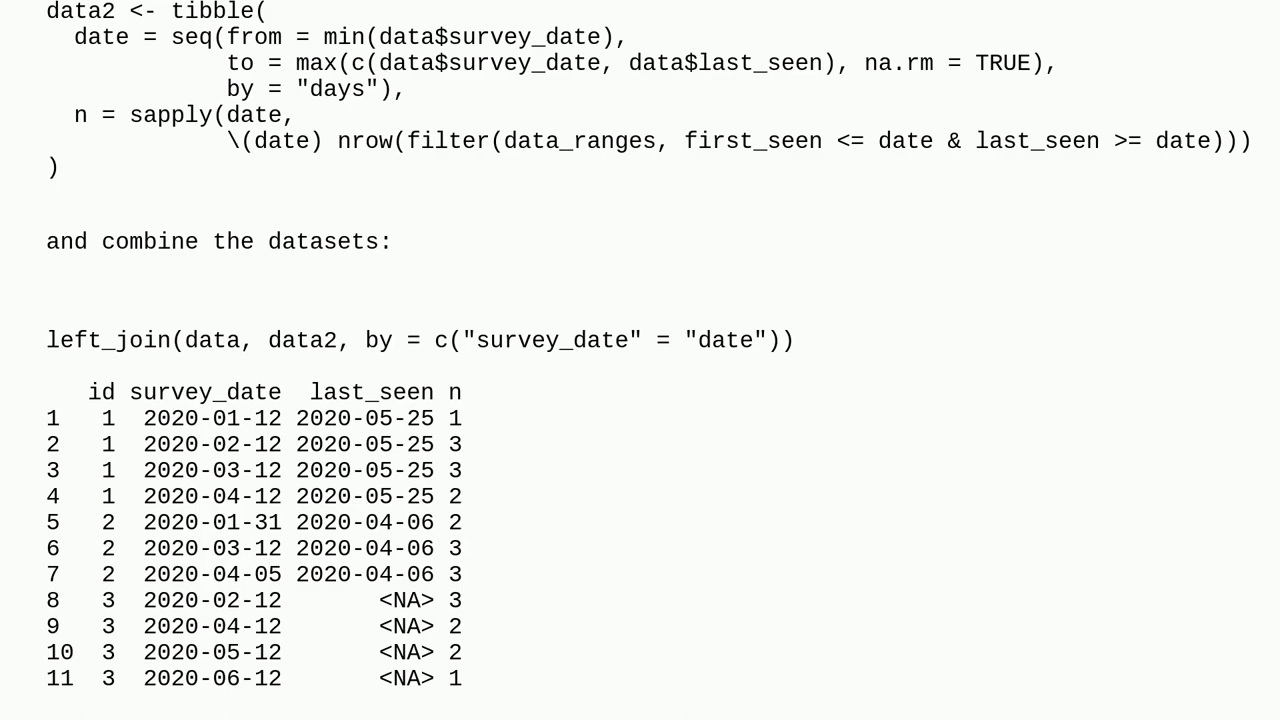 data2 <- tibble(
  date = seq(from = min(data$survey_date),
             to = max(c(data$survey_date, data$last_seen), na.rm = TRUE),
             by = "days"),
  n = sapply(date,
             \(date) nrow(filter(data_ranges, first_seen <= date & last_seen >= date)))
)
and combine the datasets:
left_join(data, data2, by = c("survey_date" = "date"))
   id survey_date  last_seen n
1   1  2020-01-12 2020-05-25 1
2   1  2020-02-12 2020-05-25 3
3   1  2020-03-12 2020-05-25 3
4   1  2020-04-12 2020-05-25 2
5   2  2020-01-31 2020-04-06 2
6   2  2020-03-12 2020-04-06 3
7   2  2020-04-05 2020-04-06 3
8   3  2020-02-12       <NA> 3
9   3  2020-04-12       <NA> 2
10  3  2020-05-12       <NA> 2
11  3  2020-06-12       <NA> 1